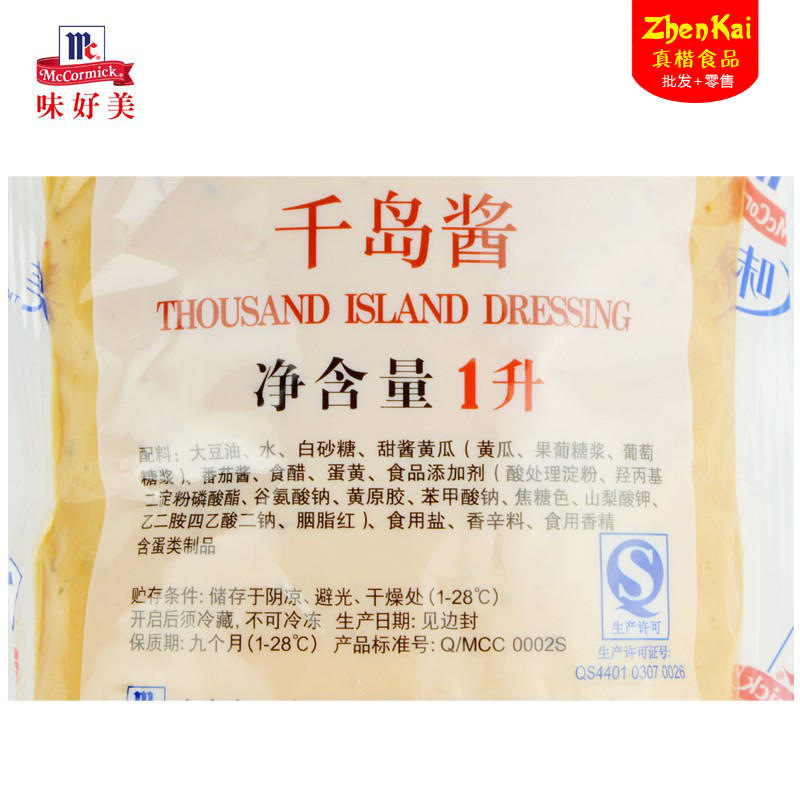 Mc
McCormick
味好美
ZhenKai
真楷食品
批发+零售
千岛酱
THOUSAND ISLAND DRESSING
净含量 1升
配料：大豆油、水、白砂糖、甜酱黄瓜（黄瓜、果葡糖浆、葡萄
糖浆）、番茄酱、食醋、蛋黄、食品添加剂（酸处理淀粉、羟丙基
二淀粉磷酸酯、谷氨酸钠、黄原胶、苯甲酸钠、焦糖色、山梨酸钾、
乙二胺四乙酸二钠、胭脂红）、食用盐、香辛料、食用香精
含蛋类制品
贮存条件：储存于阴凉、避光、干燥处（1-28℃）
开启后须冷藏，不可冷冻 生产日期：见边封
保质期：九个月（1-28℃） 产品标准号：Q/MCC 0002S
生产许可
生产许可证号：
QS4401 0307 0026
McCor
味